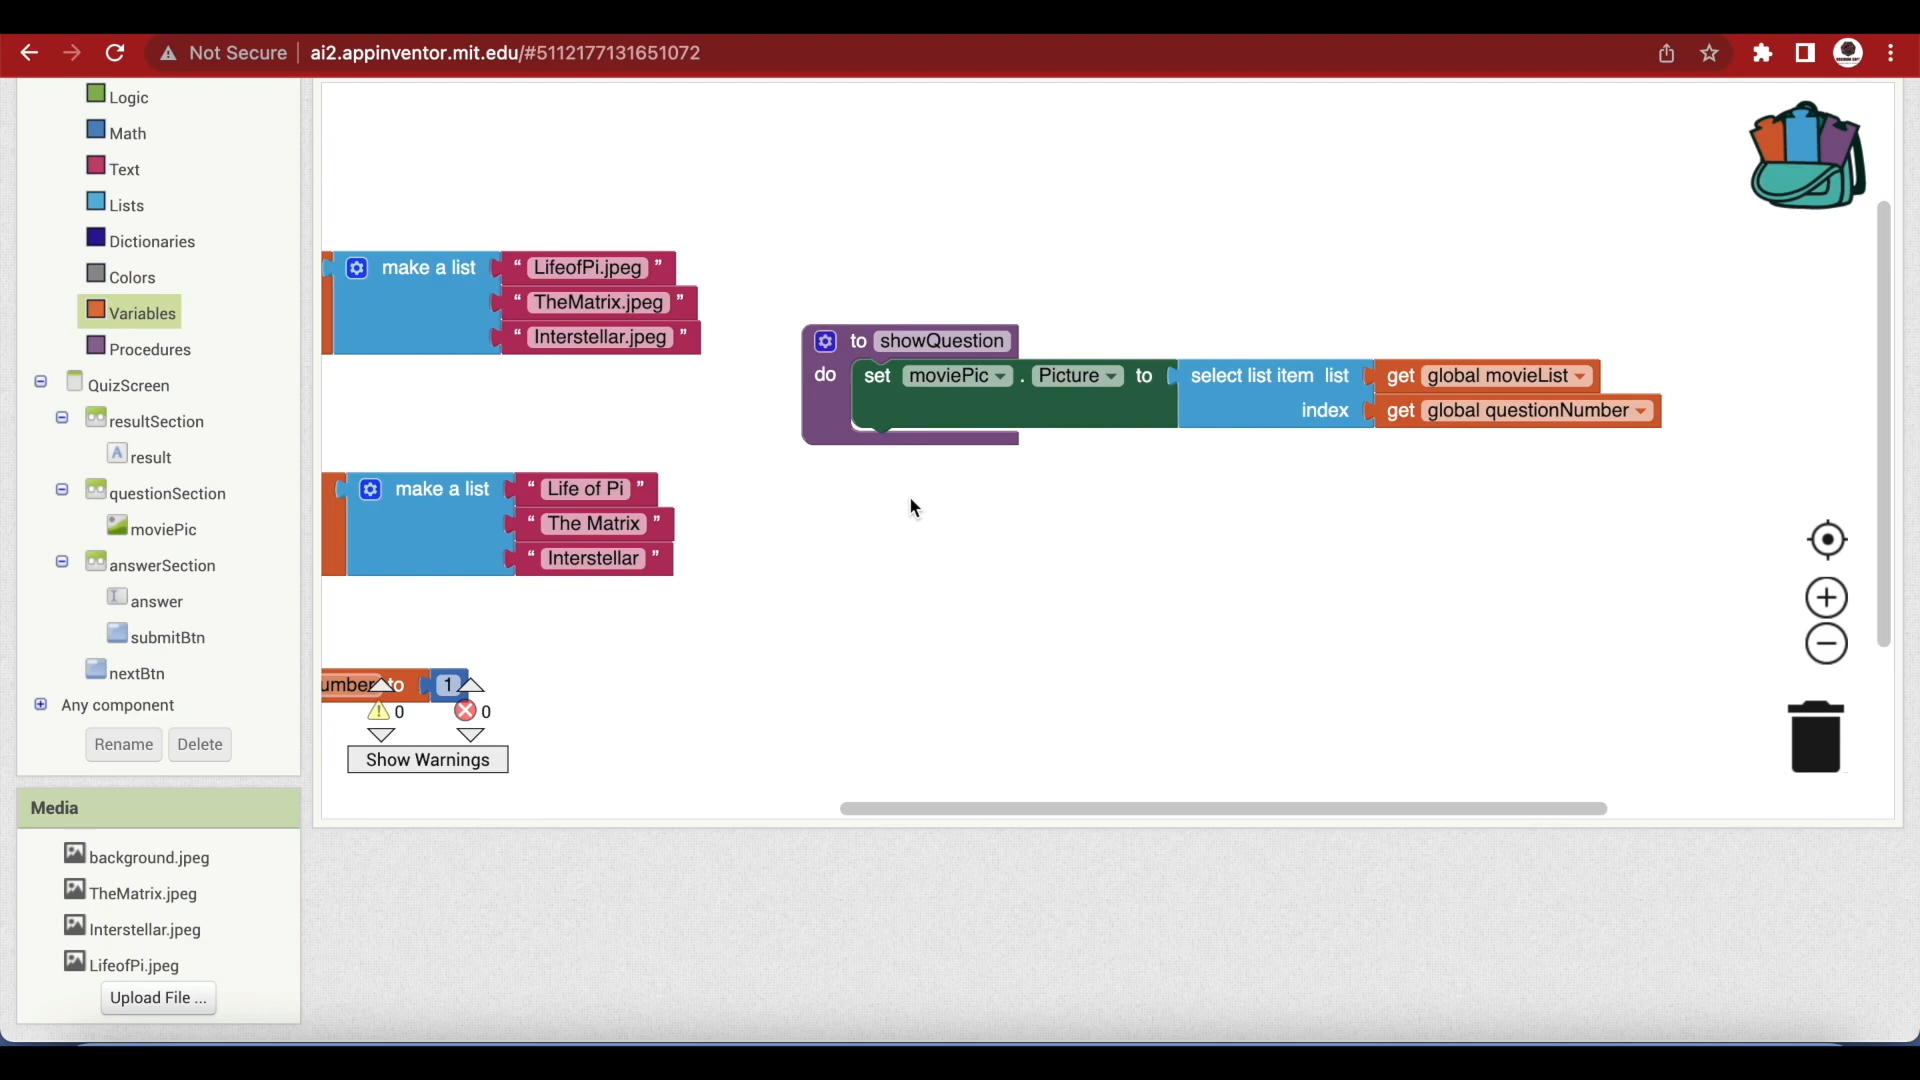 Not Secure | ai2.appinventor.mit.edu/#5112177131651072
Logic
Math
Text
Lists
Dictionaries
Colors
Variables
Procedures
QuizScreen
resultSection
A result
questionSection
moviePic
answerSection
answer
submitBtn
nextBtn
Any component
Rename Delete
Media
background.jpeg
TheMatrix.jpeg
Interstellar.jpeg
LifeofPi.jpeg
Upload File ...
make a list “ LifeofPi.jpeg ”
“ TheMatrix.jpeg ”
“ Interstellar.jpeg ”
make a list “ Life of Pi ”
“ The Matrix ”
“ Interstellar ”
umber to 1
0 0
Show Warnings
to showQuestion
do set moviePic . Picture to select list item list get global movieList
index get global questionNumber